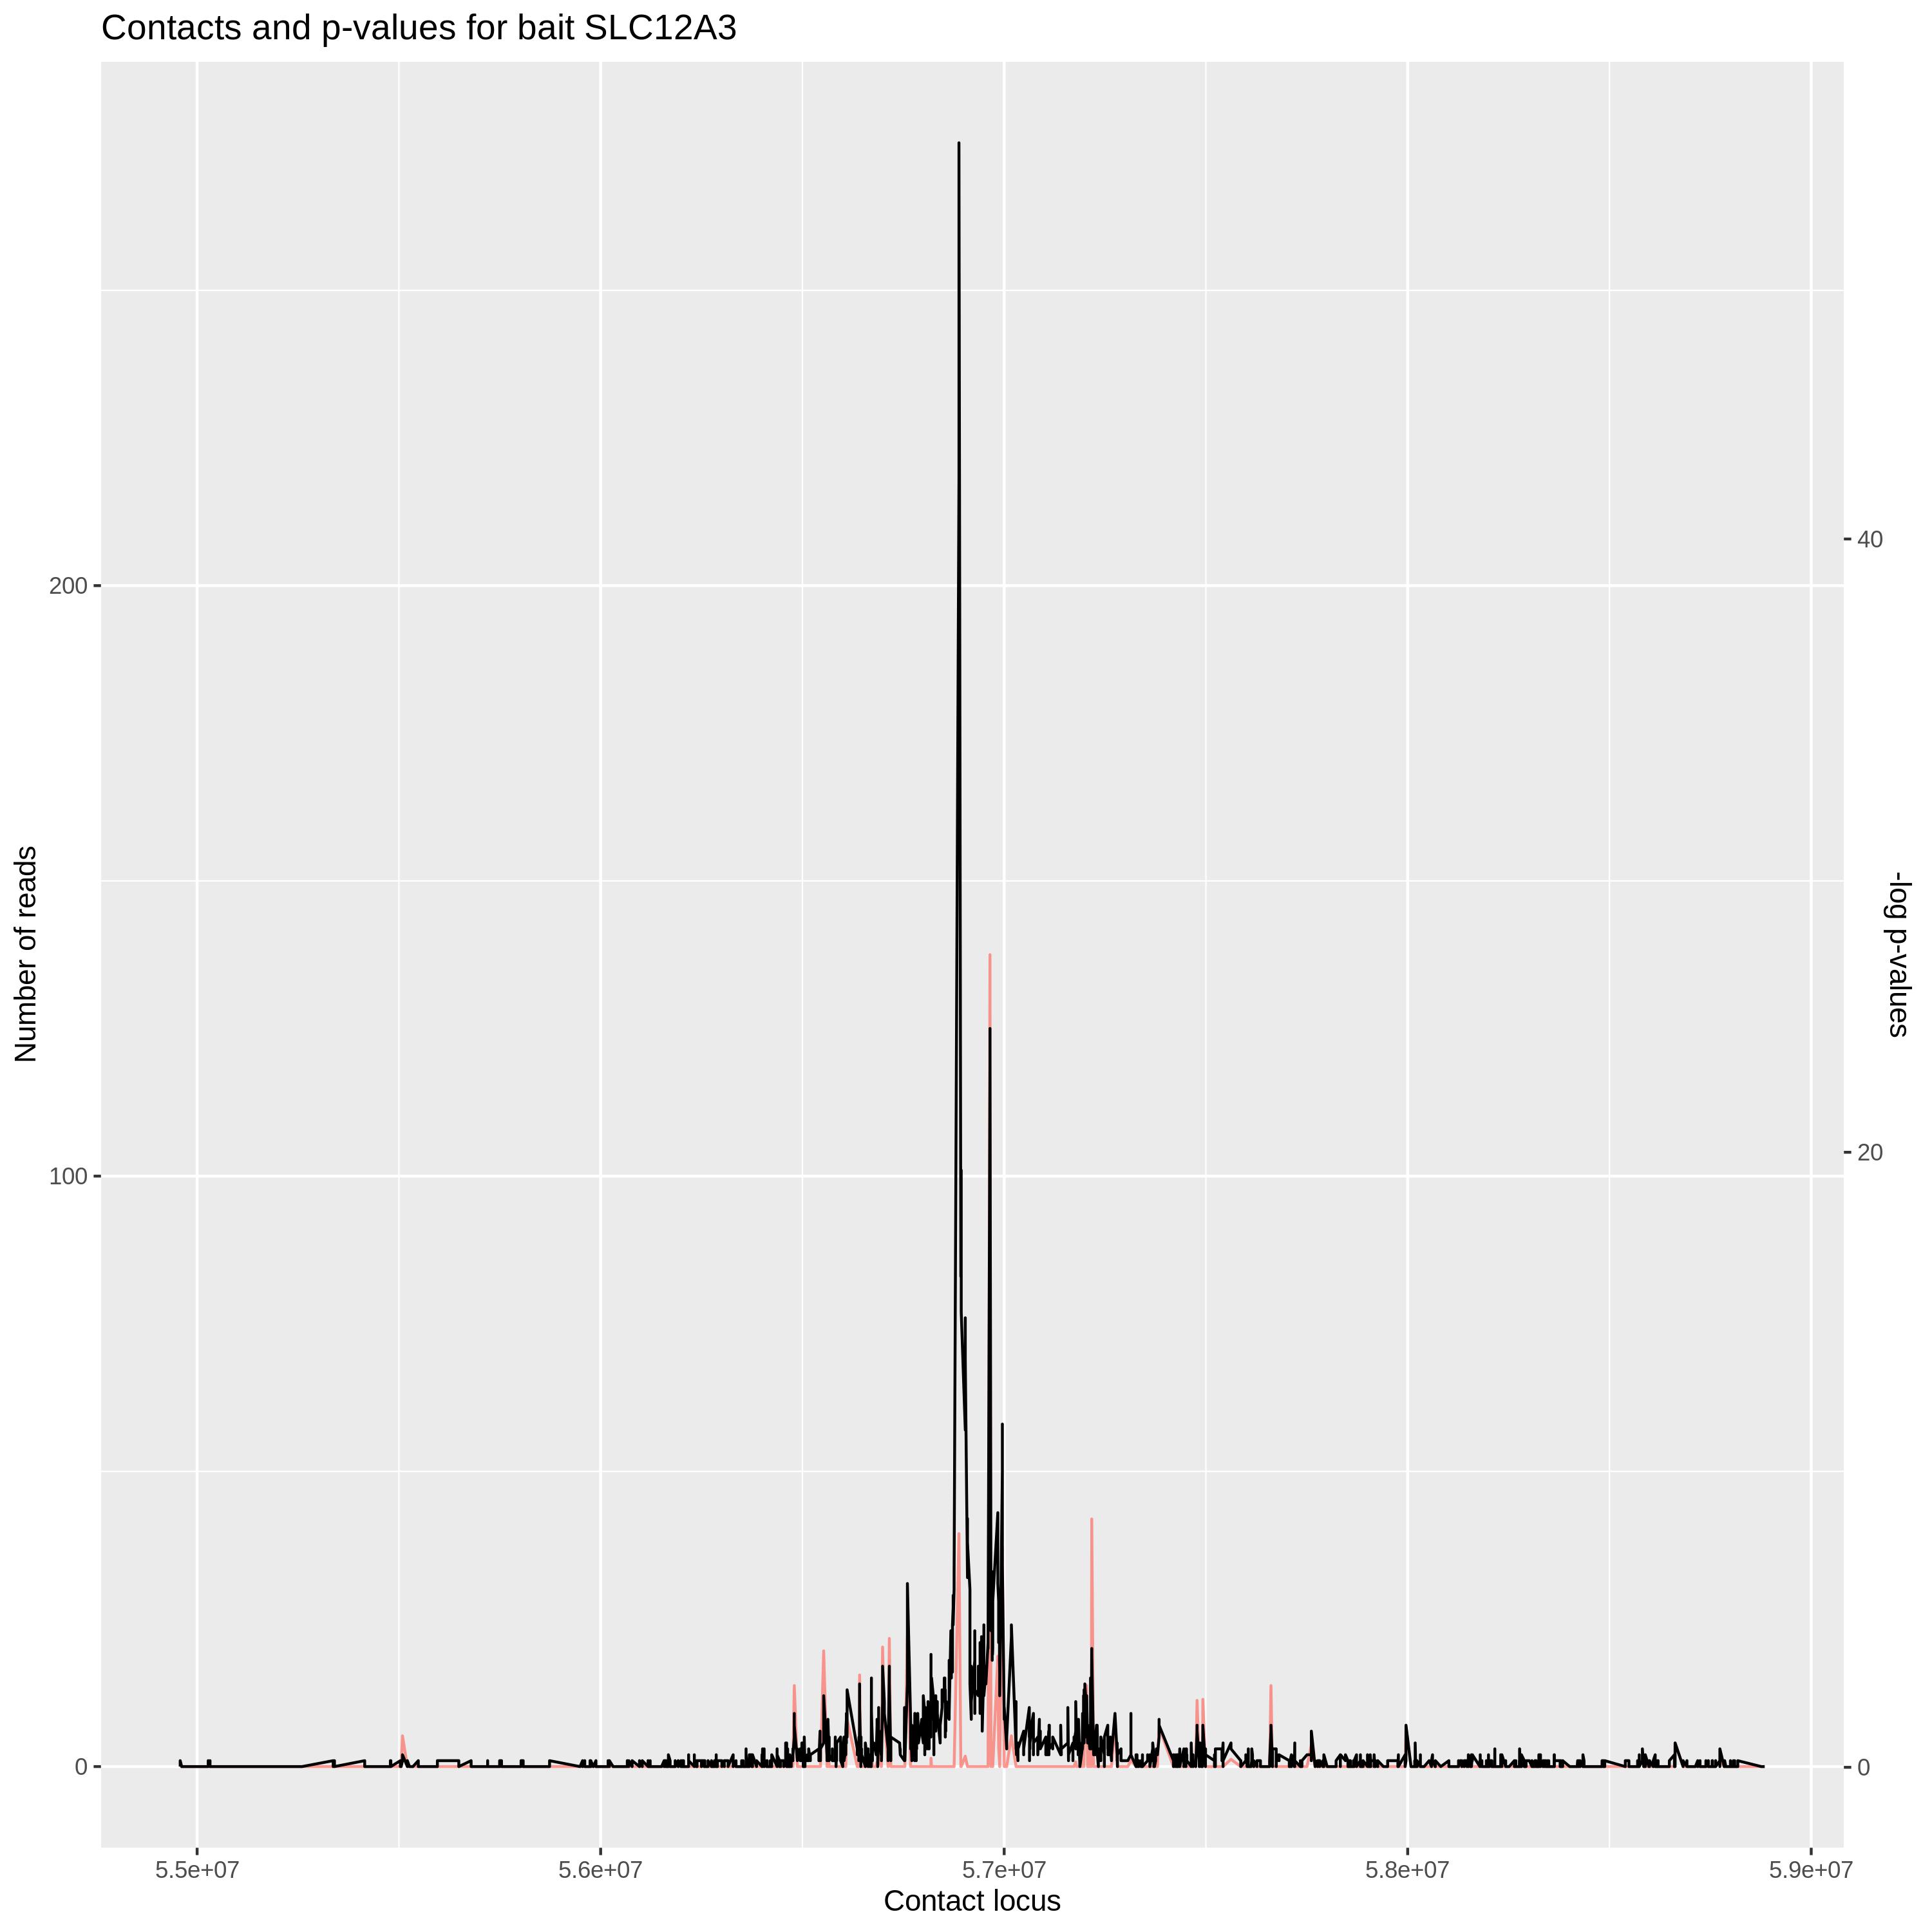 Contacts and p-values for bait SLC12A3
Number of reads
200
100
0
40
20
0
-log p-values
5.5e+07
5.6e+07
5.7e+07
5.8e+07
5.9e+07
Contact locus